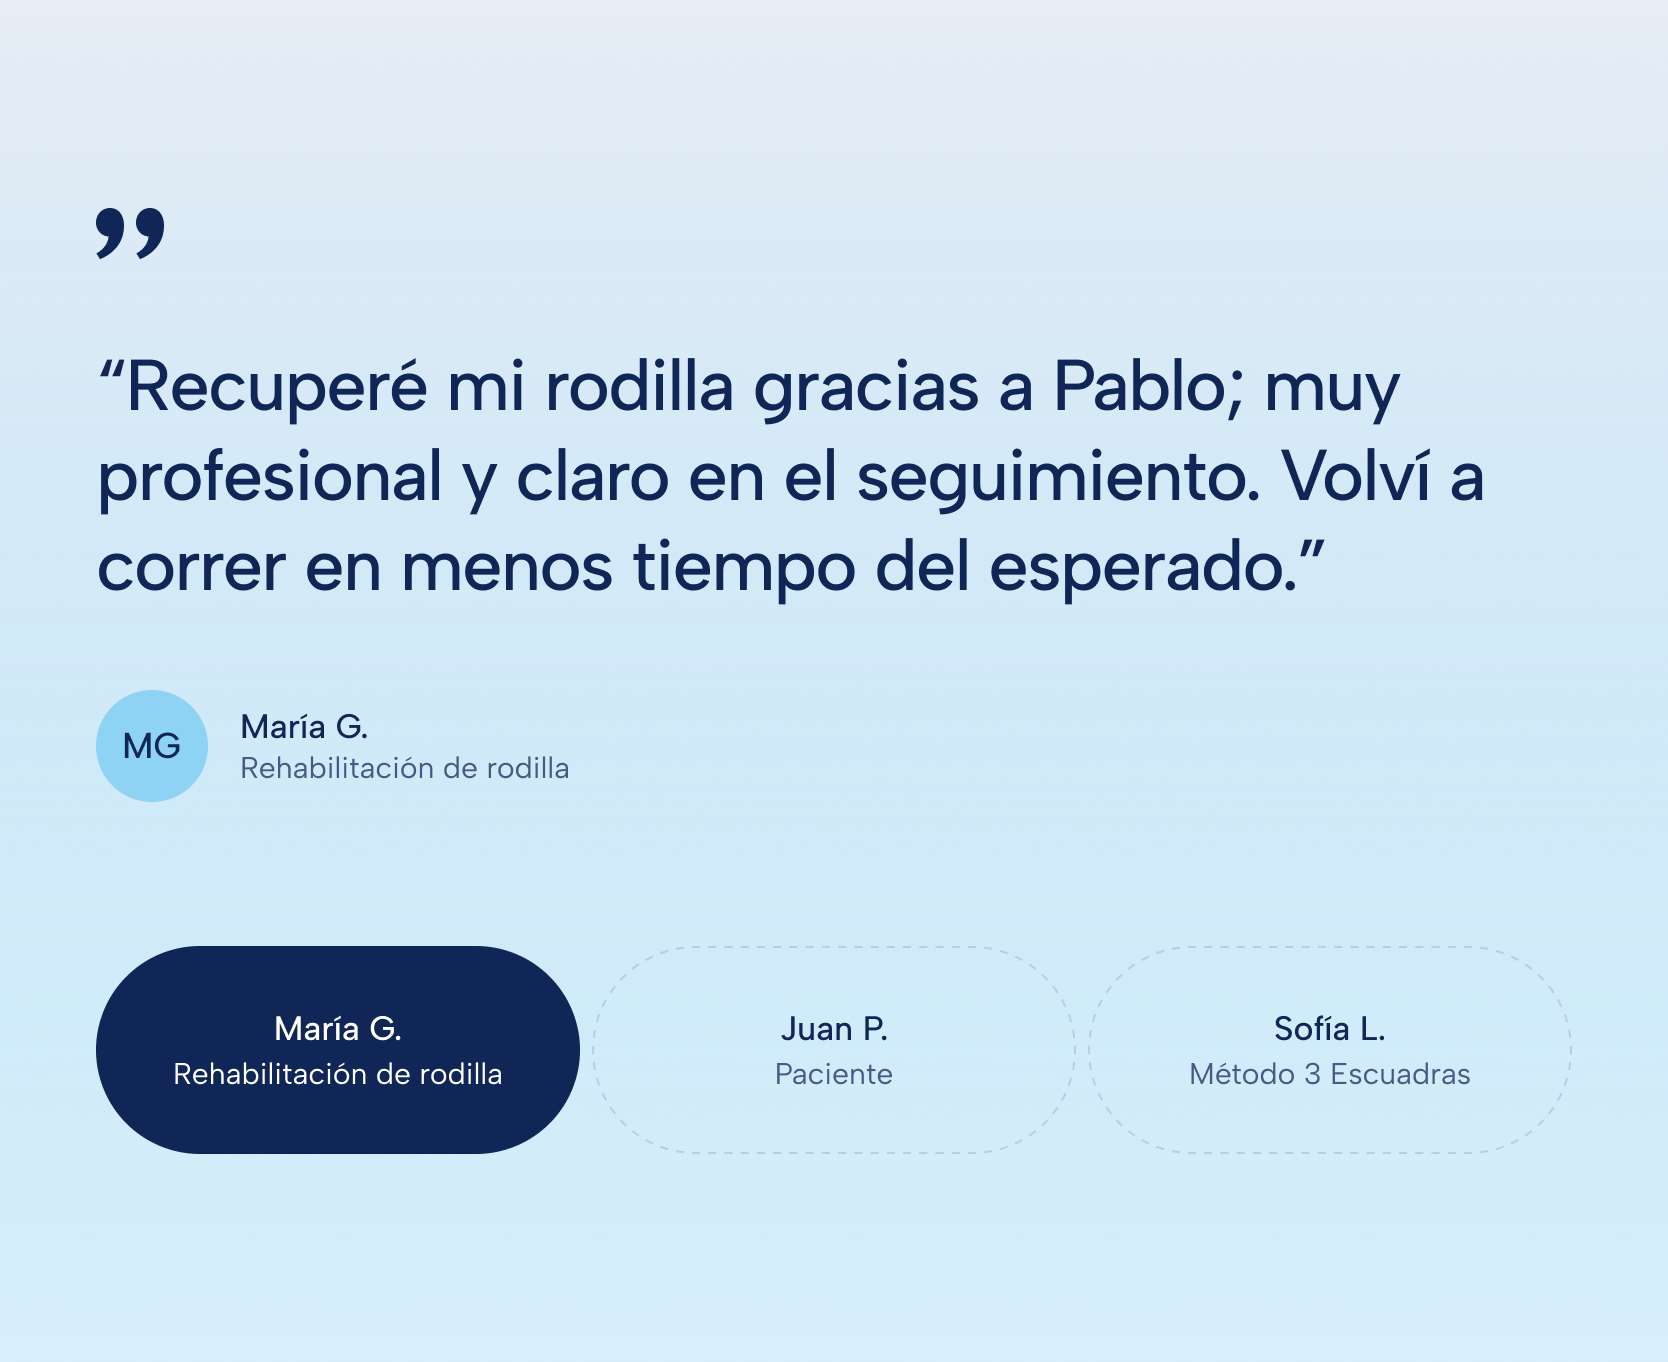 ”
“Recuperé mi rodilla gracias a Pablo; muy
profesional y claro en el seguimiento. Volví a
correr en menos tiempo del esperado.”
MG
María G.
Rehabilitación de rodilla
María G.
Rehabilitación de rodilla
Juan P.
Paciente
Sofía L.
Método 3 Escuadras